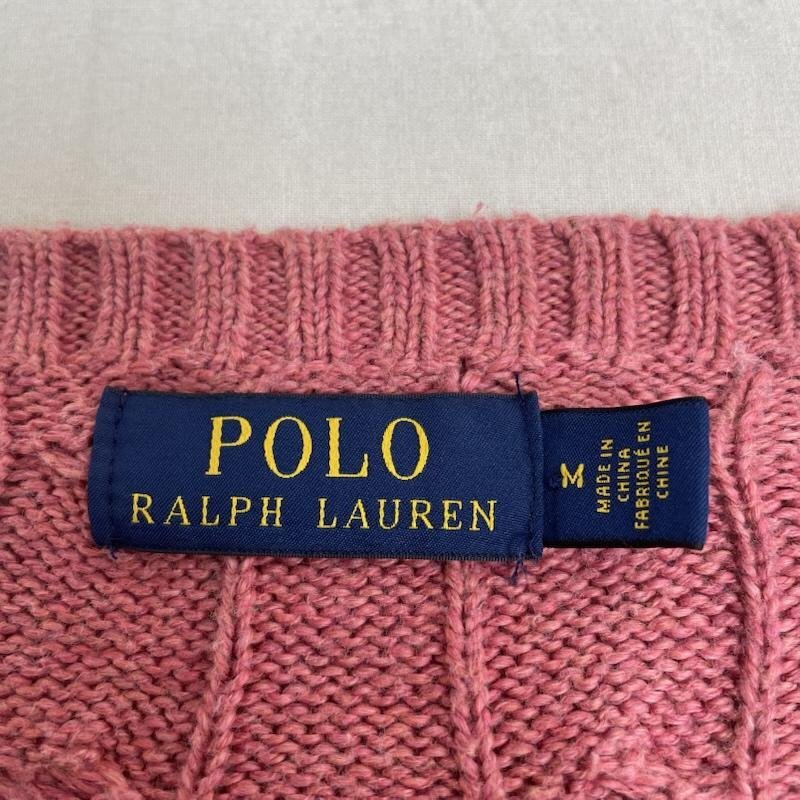 POLO
RALPH LAUREN
M
MADE IN
CHINA
FABRIQUÉ EN
CHINE